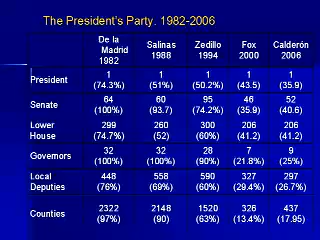 The President's Party. 1982-2006
De la Madrid 1982 Salinas 1988 Zedillo 1994 Fox 2000 Calderón 2006
President 1 (74.3%) 1 (51%) 1 (50.2%) 1 (43.5) 1 (35.9)
Senate 64 (100%) 60 (93.7) 95 (74.2%) 46 (35.9) 52 (40.6)
Lower House 299 (74.7%) 260 (52) 300 (60%) 206 (41.2) 206 (41.2)
Governors 32 (100%) 32 (100%) 28 (90%) 7 (21.8%) 9 (25%)
Local Deputies 448 (76%) 558 (69%) 590 (60%) 327 (29.4%) 297 (26.7%)
Counties 2322 (97%) 2148 (90) 1520 (63%) 326 (13.4%) 437 (17.95)